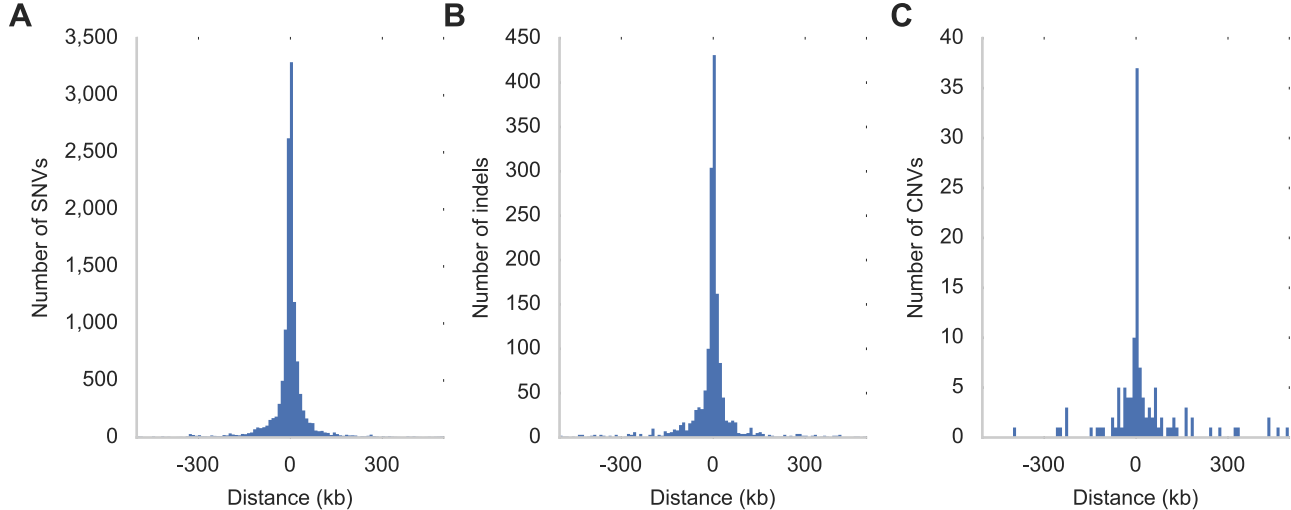 A
3,500
3,000
2,500
2,000
1,500
1,000
500
0
Number of SNVs
-300 0 300
Distance (kb)
B
450
400
350
300
250
200
150
100
50
0
Number of indels
-300 0 300
Distance (kb)
C
40
35
30
25
20
15
10
5
0
Number of CNVs
-300 0 300
Distance (kb)